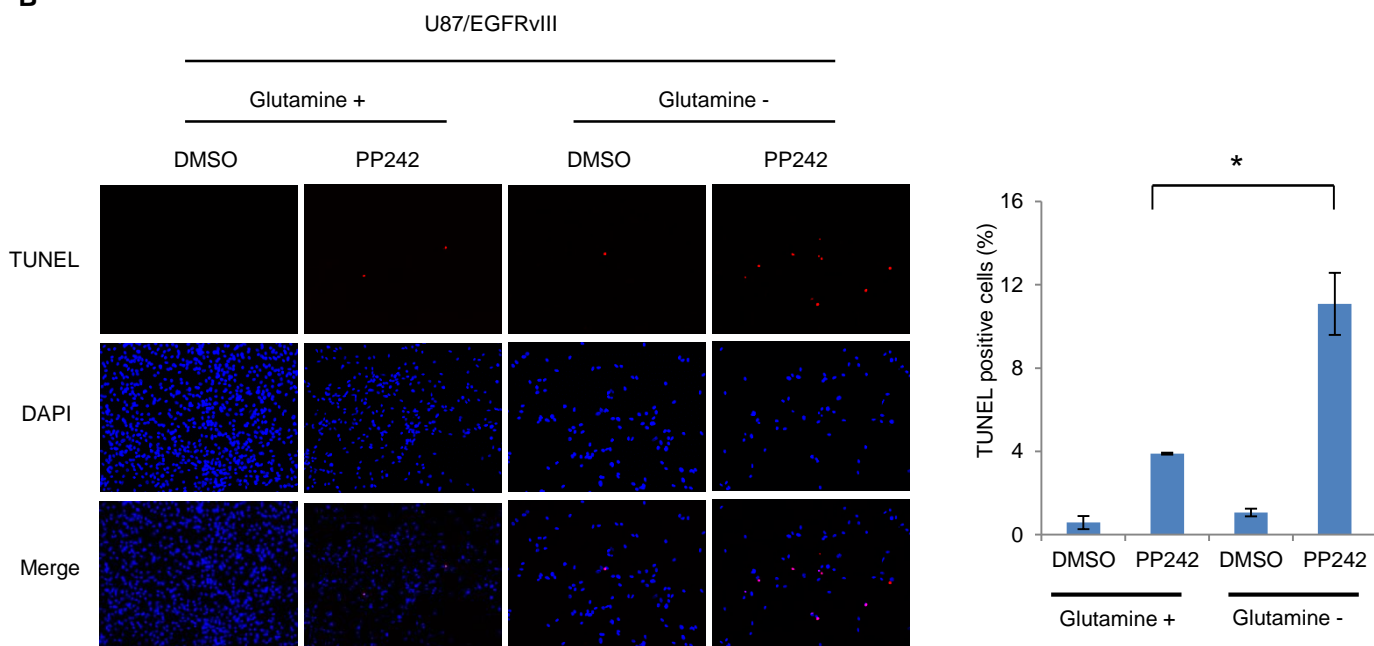 B
U87/EGFRvIII
Glutamine + Glutamine -
DMSO PP242 DMSO PP242
TUNEL
DAPI
Merge
*
TUNEL positive cells (%)
16
12
8
4
0
DMSO PP242 DMSO PP242
Glutamine + Glutamine -